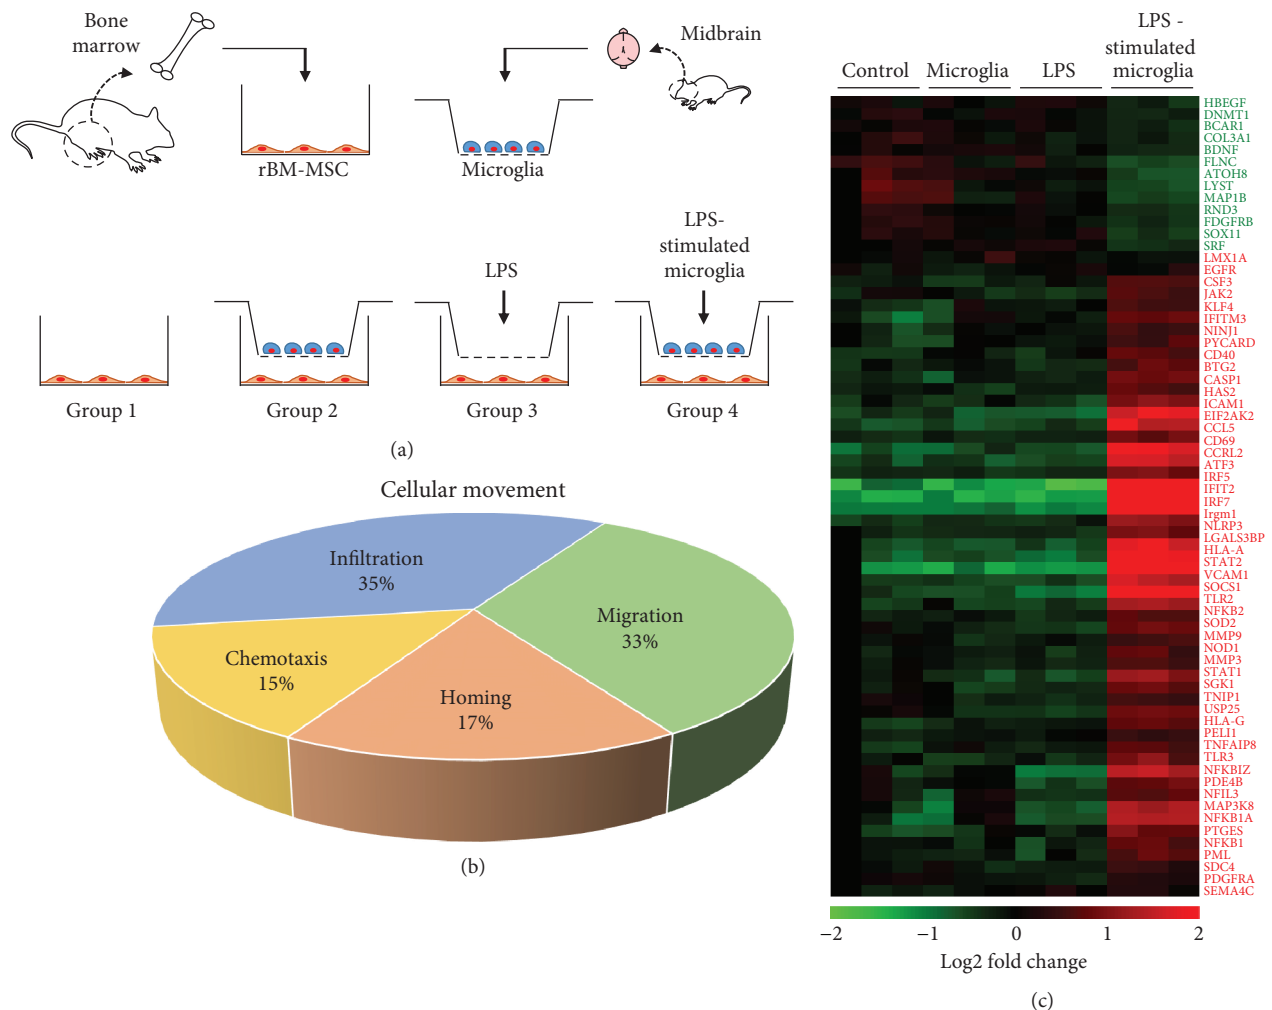 Bone
marrow
rBM-MSC
Microglia
Midbrain
LPS
LPS-
stimulated
microglia
Group 1
Group 2
Group 3
Group 4
(a)
Cellular movement
Infiltration
35%
Migration
33%
Chemotaxis
15%
Homing
17%
(b)
Control
Microglia
LPS
LPS -
stimulated
microglia
HBEGF
DNMT1
BCAR1
COL3A1
BDNF
FLNC
ATOH8
LYST
MAP1B
RND3
FDGFRB
SOX11
SRF
LMX1A
EGFR
CSF3
JAK2
KLF4
IFITM3
NINJ1
PYCARD
CD40
BTG2
CASP1
HAS2
ICAM1
EIF2AK2
CCL5
CD69
CCRL2
ATF3
IRF5
IFIT2
IRF7
Irgm1
NLRP3
LGALS3BP
HLA-A
STAT2
VCAM1
SOCS1
TLR2
NFKB2
SOD2
MMP9
NOD1
MMP3
STAT1
SGK1
TNIP1
USP25
HLA-G
PELI1
TNFAIP8
TLR3
NFKBIZ
PDE4B
NFIL3
MAP3K8
NFKB1A
PTGES
NFKB1
PML
SDC4
PDGFRA
SEMA4C
−2
−1
0
1
2
Log2 fold change
(c)